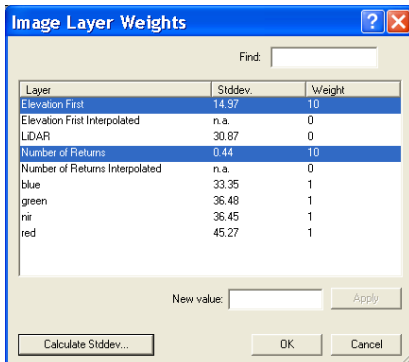 Image Layer Weights
Find:
Layer Stddev. Weight
Elevation First 14.97 10
Elevation Frist Interpolated n.a. 0
LiDAR 30.87 0
Number of Returns 0.44 10
Number of Returns Interpolated n.a. 0
blue 33.35 1
green 36.48 1
nir 36.45 1
red 45.27 1
New value: Apply
Calculate Stddev... OK Cancel